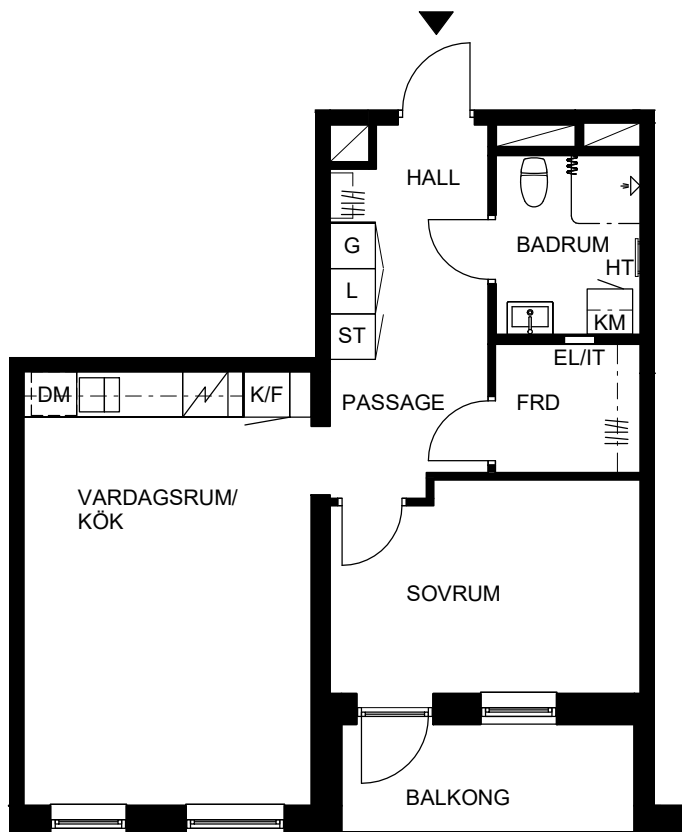 HALL
G
BADRUM
HT
L
KM
ST
EL/IT
DM
K/F
PASSAGE
FRD
VARDAGSRUM/
KÖK
SOVRUM
BALKONG